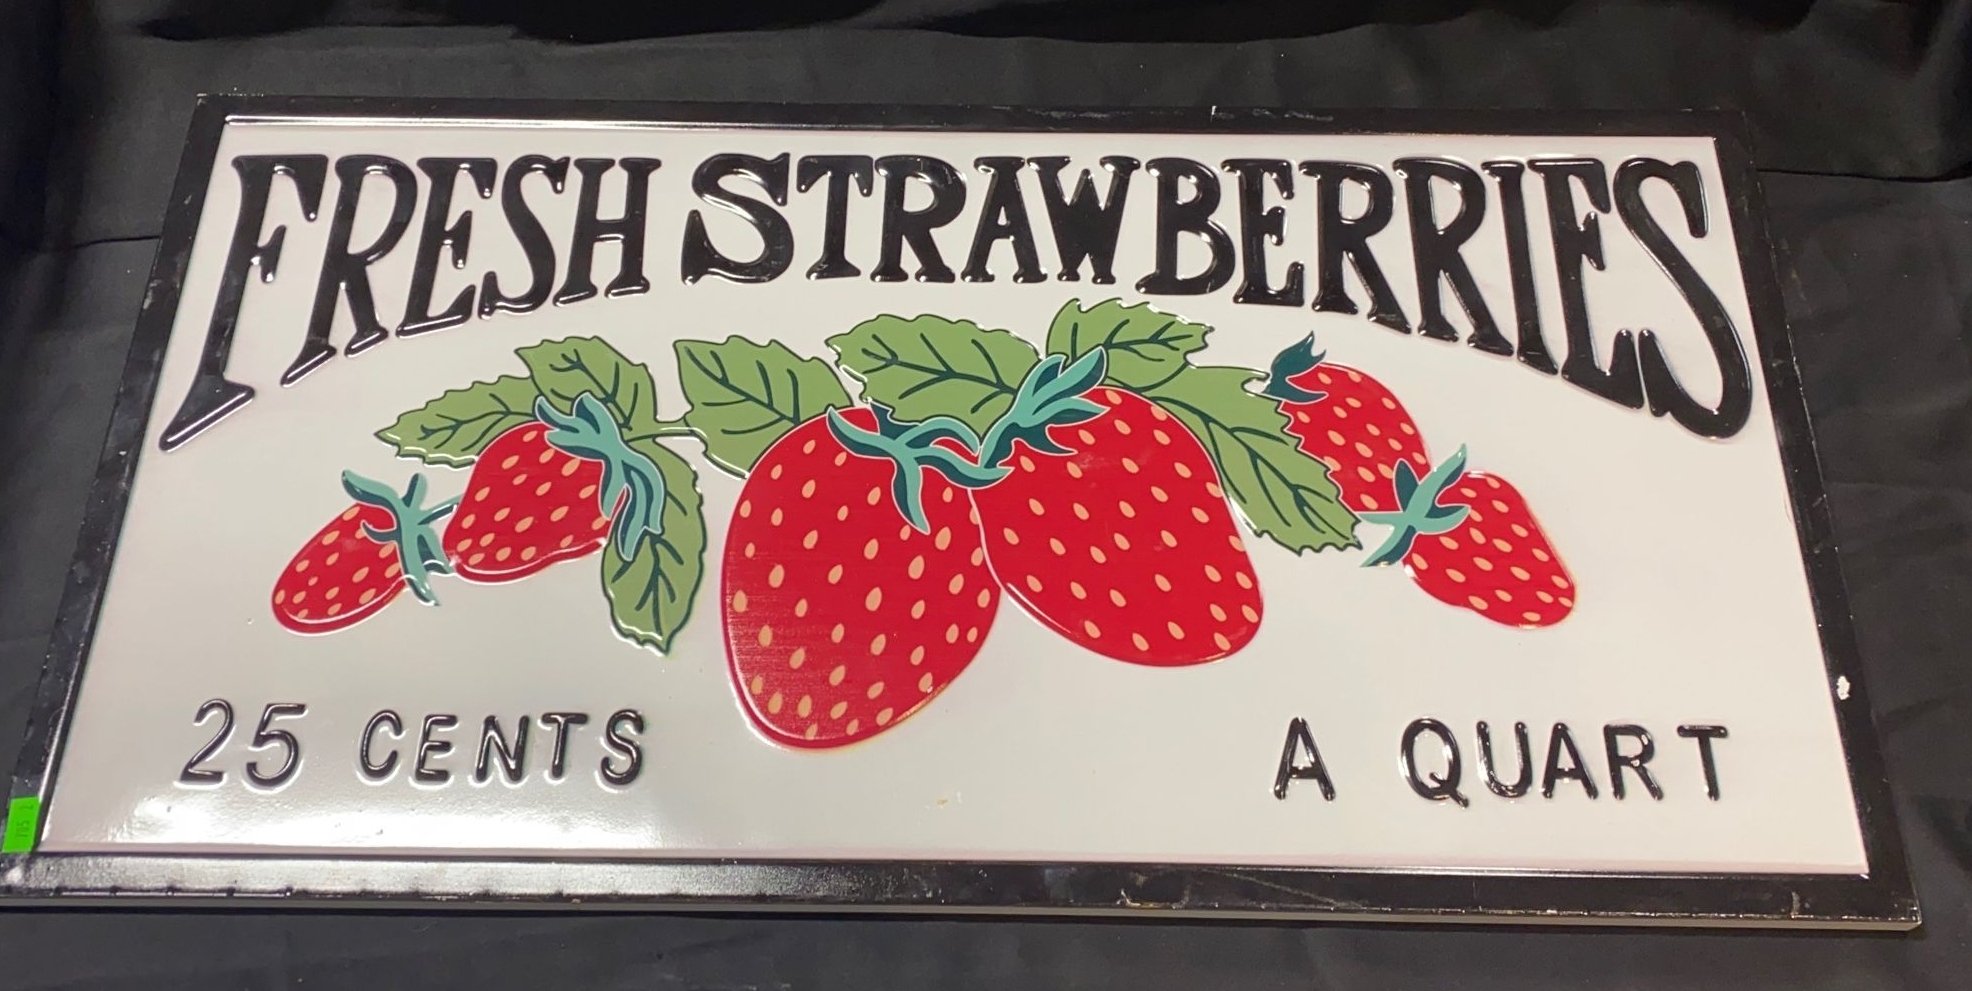 FRESH STRAWBERRIES
25 CENTS A QUART